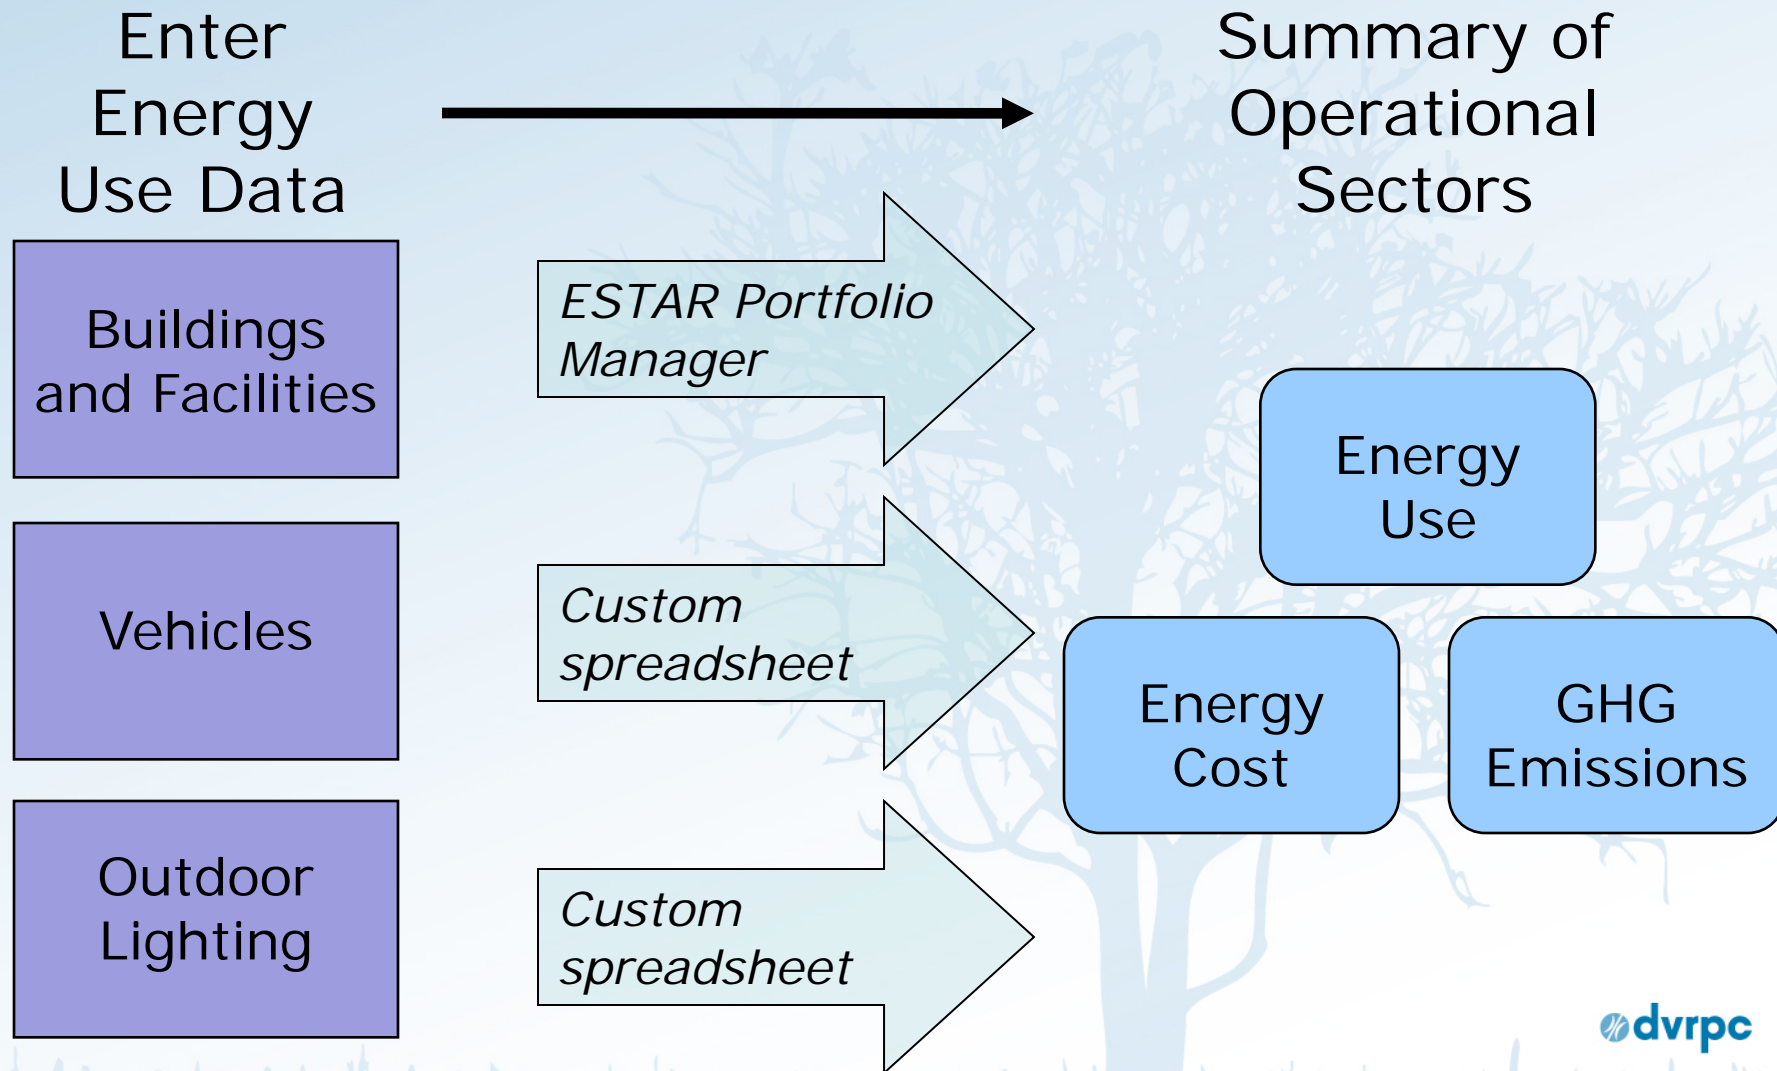 Enter
Energy
Use Data
Summary of
Operational
Sectors
Buildings
and Facilities
ESTAR Portfolio
Manager
Vehicles
Custom
spreadsheet
Outdoor
Lighting
Custom
spreadsheet
Energy
Use
Energy
Cost
GHG
Emissions
dvrpc